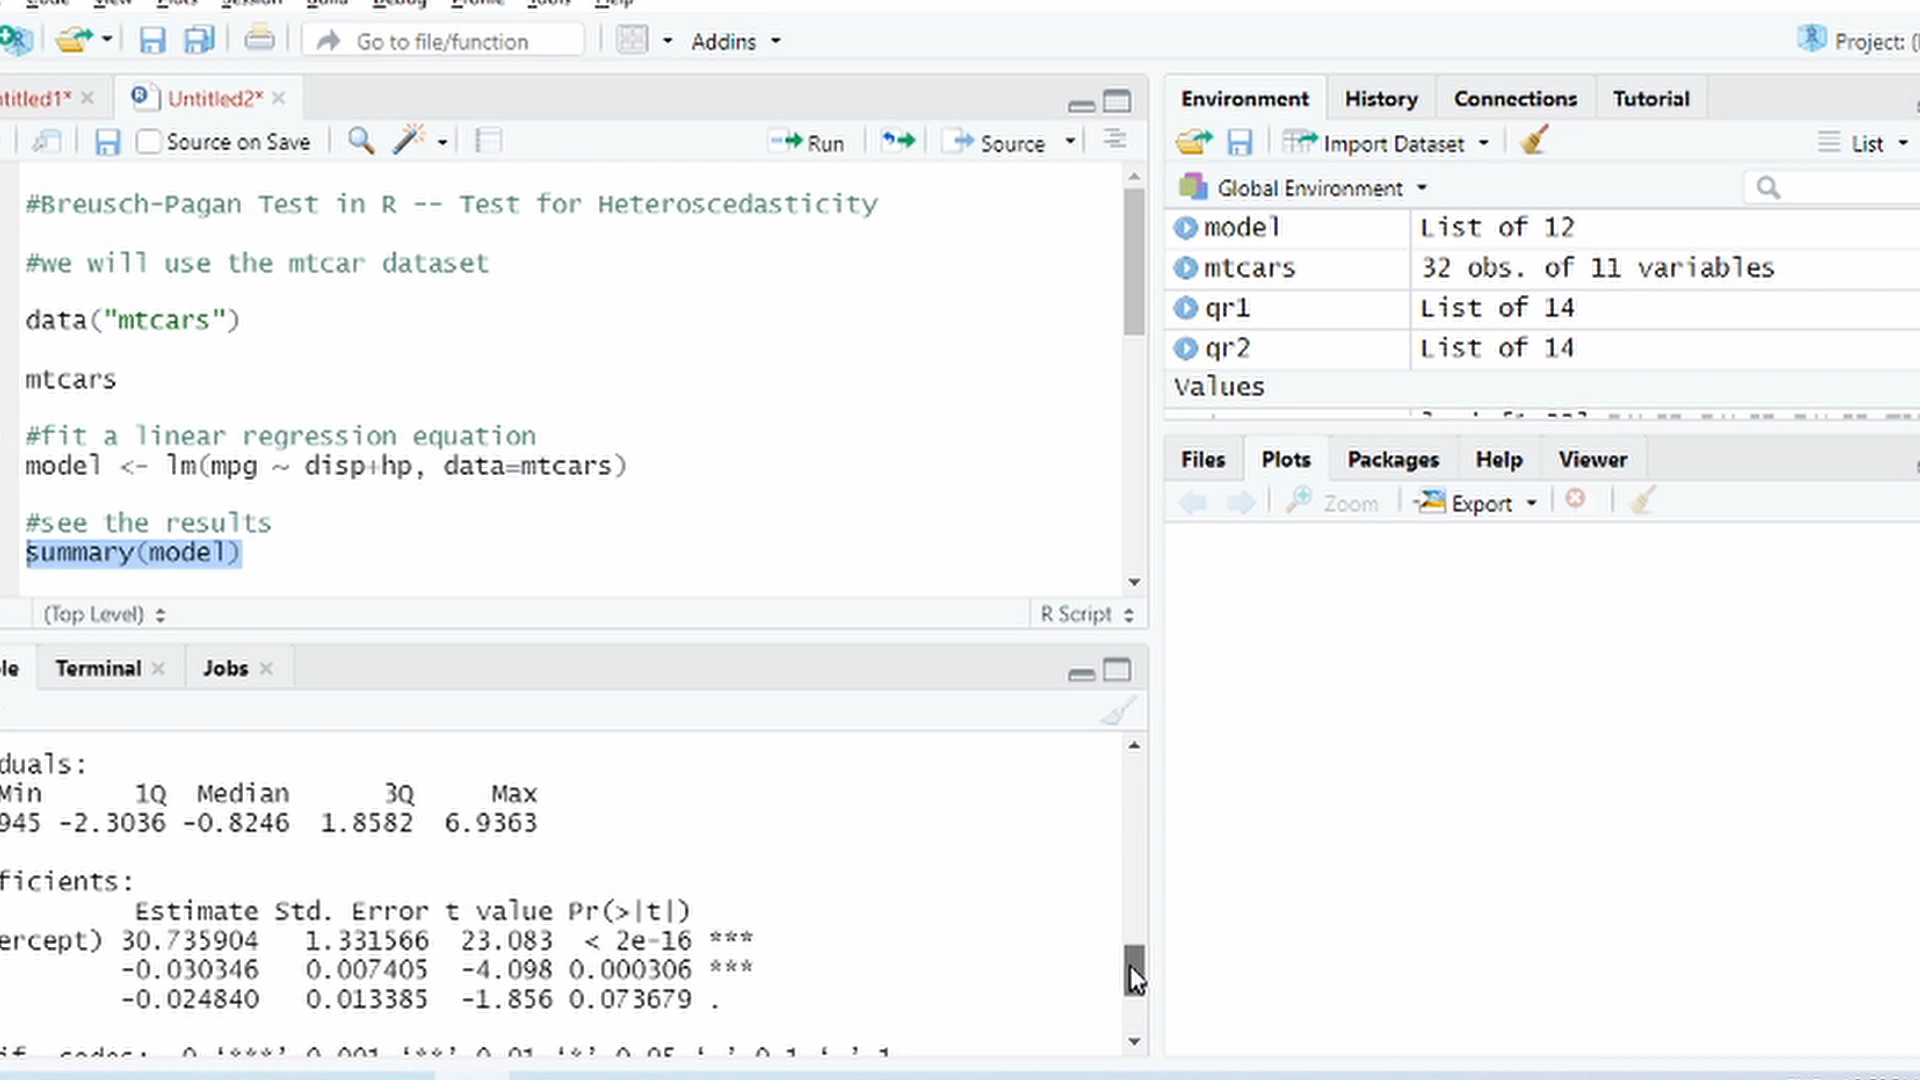 Go to file/function
Addins
Project: (
ntitled1*
Untitled2*
Source on Save
Run
Source
#Breusch-Pagan Test in R -- Test for Heteroscedasticity
#we will use the mtcar dataset
data("mtcars")
mtcars
#fit a linear regression equation
model <- lm(mpg ~ disp+hp, data=mtcars)
#see the results
summary(model)
(Top Level)
R Script
Terminal
Jobs
duals:
Min 1Q Median 3Q Max
945 -2.3036 -0.8246 1.8582 6.9363
ficients:
Estimate Std. Error t value Pr(>|t|)
ercept) 30.735904 1.331566 23.083 < 2e-16 ***
-0.030346 0.007405 -4.098 0.000306 ***
-0.024840 0.013385 -1.856 0.073679 .
Environment
History
Connections
Tutorial
Import Dataset
List
Global Environment
model List of 12
mtcars 32 obs. of 11 variables
qr1 List of 14
qr2 List of 14
Values
Files
Plots
Packages
Help
Viewer
Zoom
Export